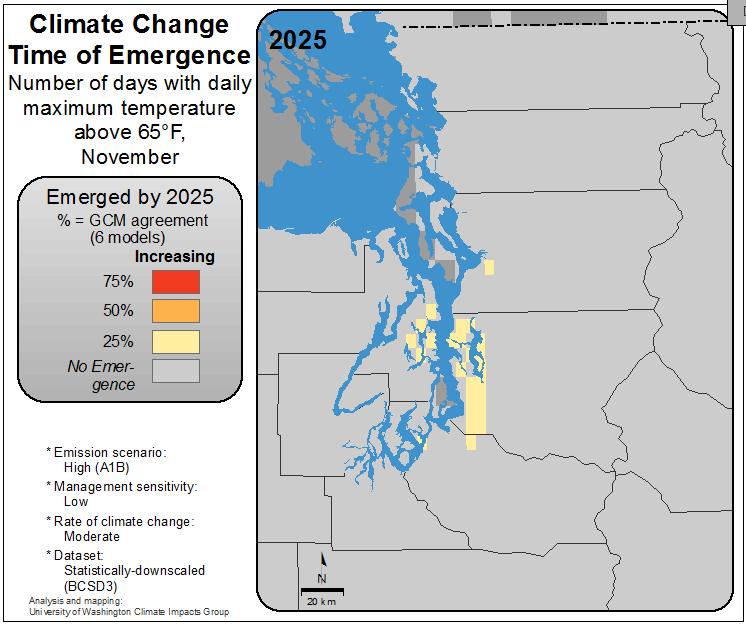 Climate Change
Time of Emergence
Number of days with daily
maximum temperature
above 65°F,
November
Emerged by 2025
% = GCM agreement
(6 models)
Increasing
75%
50%
25%
No Emer-
gence
* Emission scenario:
High (A1B)
* Management sensitivity:
Low
* Rate of climate change:
Moderate
* Dataset:
Statistically-downscaled
(BCSD3)
Analysis and mapping:
University of Washington Climate Impacts Group
2025
N
20 km